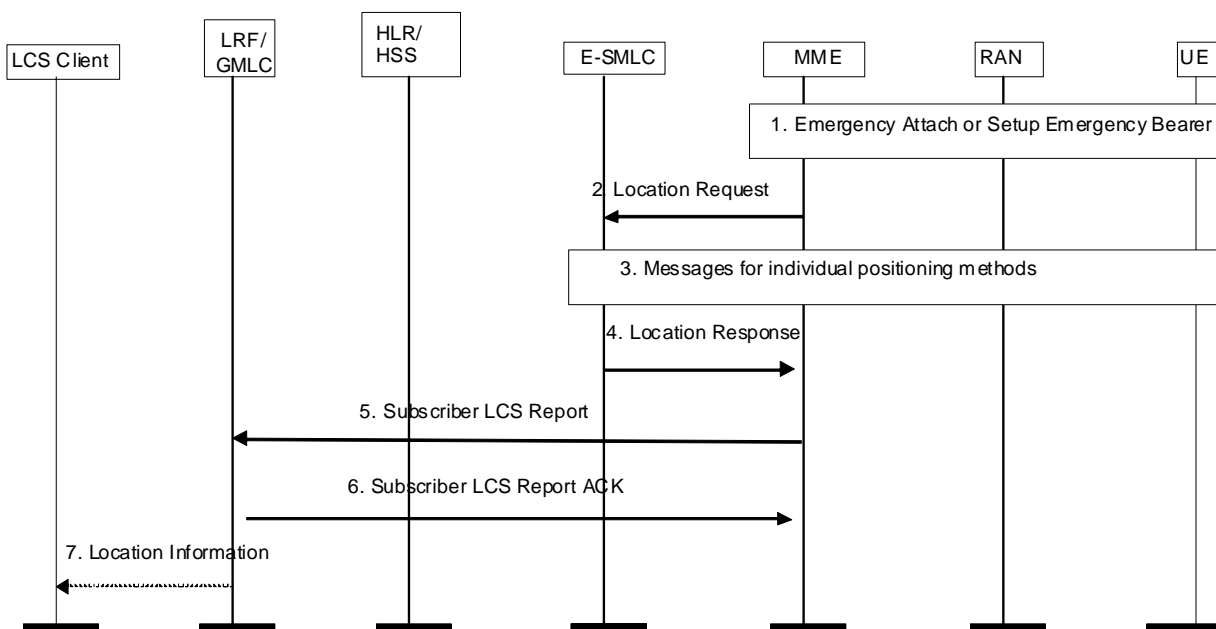 LCS Client
LRF/
GMLC
HLR/
HSS
E-SMLC
MME
RAN
UE
1. Emergency Attach or Setup Emergency Bearer
2. Location Request
3. Messages for individual positioning methods
4. Location Response
5. Subscriber LCS Report
6. Subscriber LCS Report ACK
7. Location Information